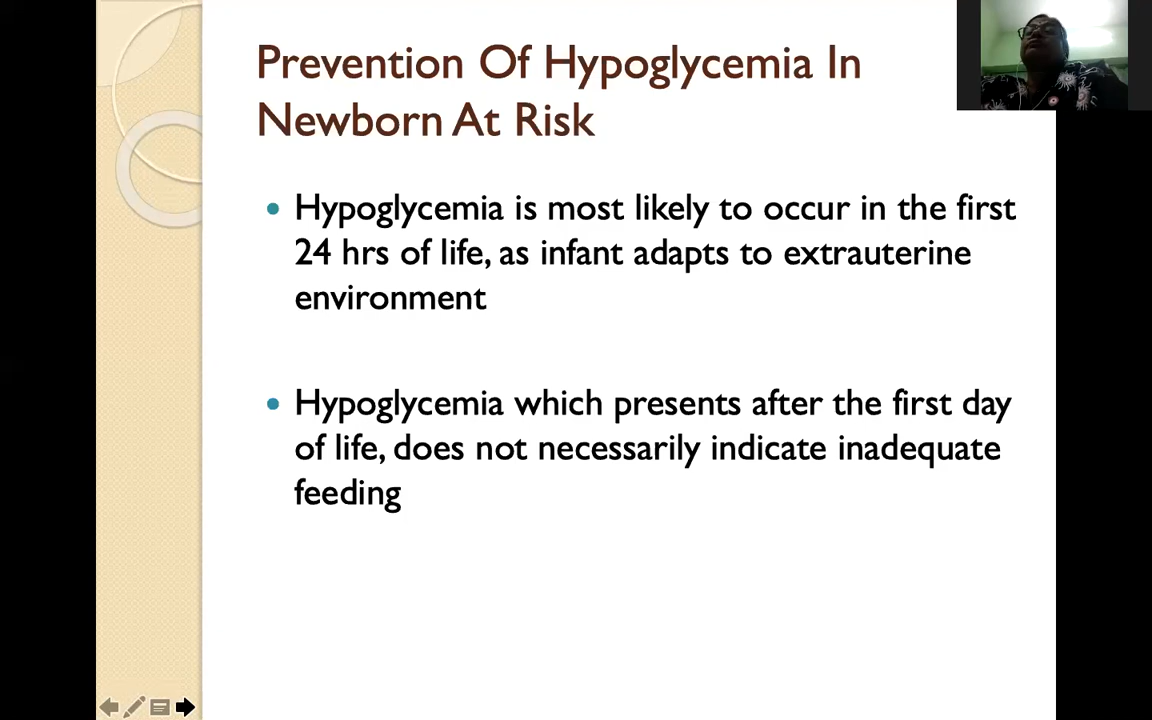 Prevention Of Hypoglycemia In
Newborn At Risk
Hypoglycemia is most likely to occur in the first
24 hrs of life, as infant adapts to extrauterine
environment
Hypoglycemia which presents after the first day
of life, does not necessarily indicate inadequate
feeding